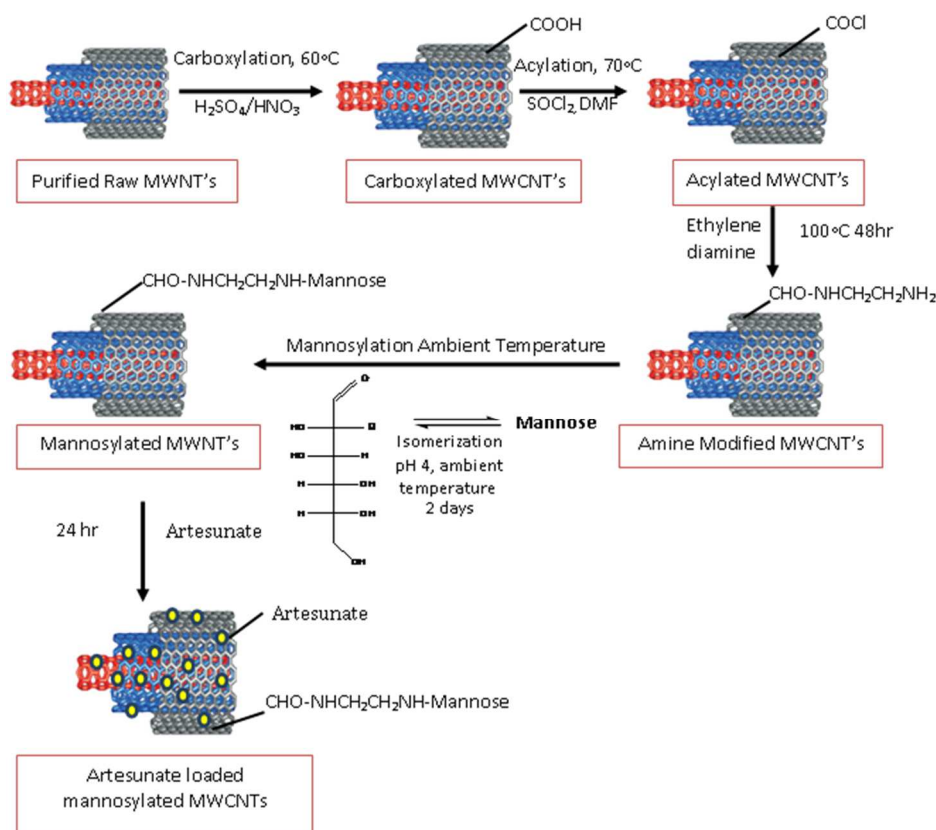 COOH
COCl
Carboxylation, 60°C
H₂SO₄/HNO₃
Acylation, 70°C
SOCl₂, DMF
Purified Raw MWNT's
Carboxylated MWCNT's
Acylated MWCNT's
Ethylene
diamine
100°C 48hr
CHO-NHCH₂CH₂NH-Mannose
CHO-NHCH₂CH₂NH₂
Mannosylation Ambient Temperature
Mannosylated MWNT's
Amine Modified MWCNT's
HO
HO
H
H
H
OH
OH
OH
Mannose
Isomerization
pH 4, ambient
temperature
2 days
24 hr
Artesunate
Artesunate
CHO-NHCH₂CH₂NH-Mannose
Artesunate loaded
mannosylated MWCNTs